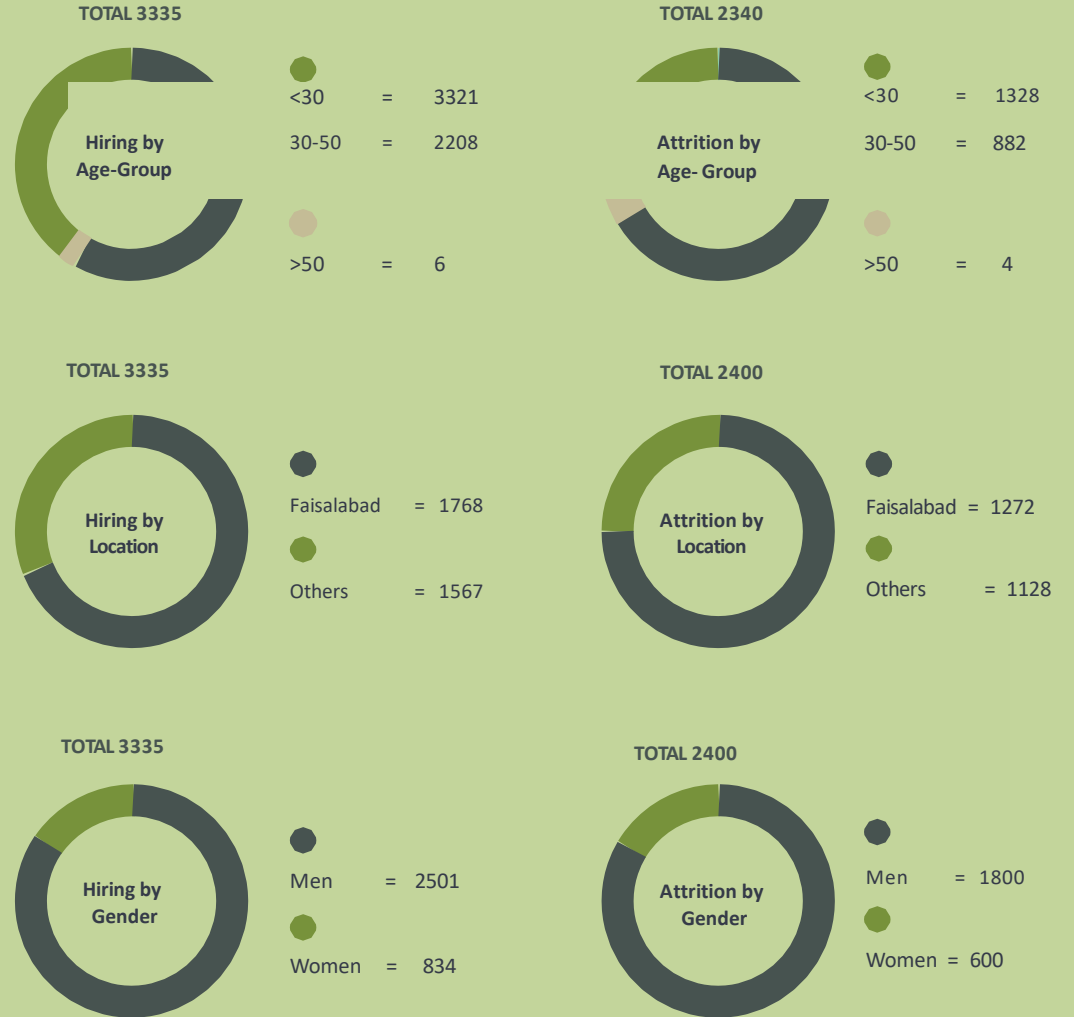 TOTAL 3335
Hiring by
Age-Group
<30 = 3321
30-50 = 2208
>50 = 6
TOTAL 2340
Attrition by
Age- Group
<30 = 1328
30-50 = 882
>50 = 4
TOTAL 3335
Hiring by
Location
Faisalabad = 1768
Others = 1567
TOTAL 2400
Attrition by
Location
Faisalabad = 1272
Others = 1128
TOTAL 3335
Hiring by
Gender
Men = 2501
Women = 834
TOTAL 2400
Attrition by
Gender
Men = 1800
Women = 600